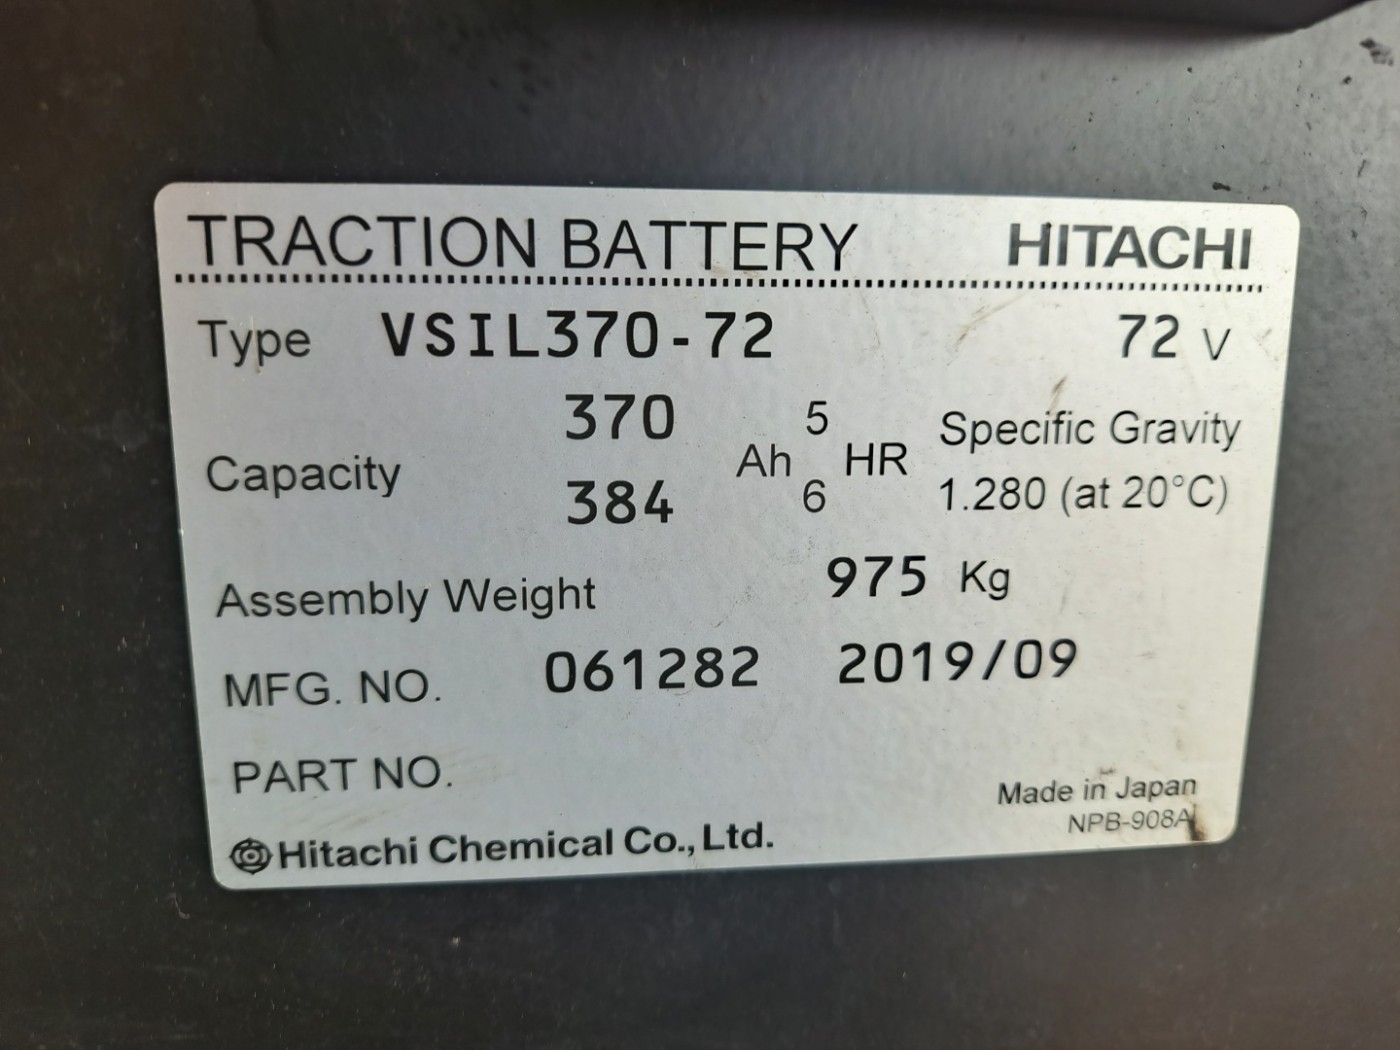 TRACTION BATTERY HITACHI
Type VSIL370-72 72 V
Capacity 370 Ah 5 HR Specific Gravity
384 6 1.280 (at 20°C)
Assembly Weight 975 Kg
MFG. NO. 061282 2019/09
PART NO.
Made in Japan
NPB-908A
Hitachi Chemical Co., Ltd.